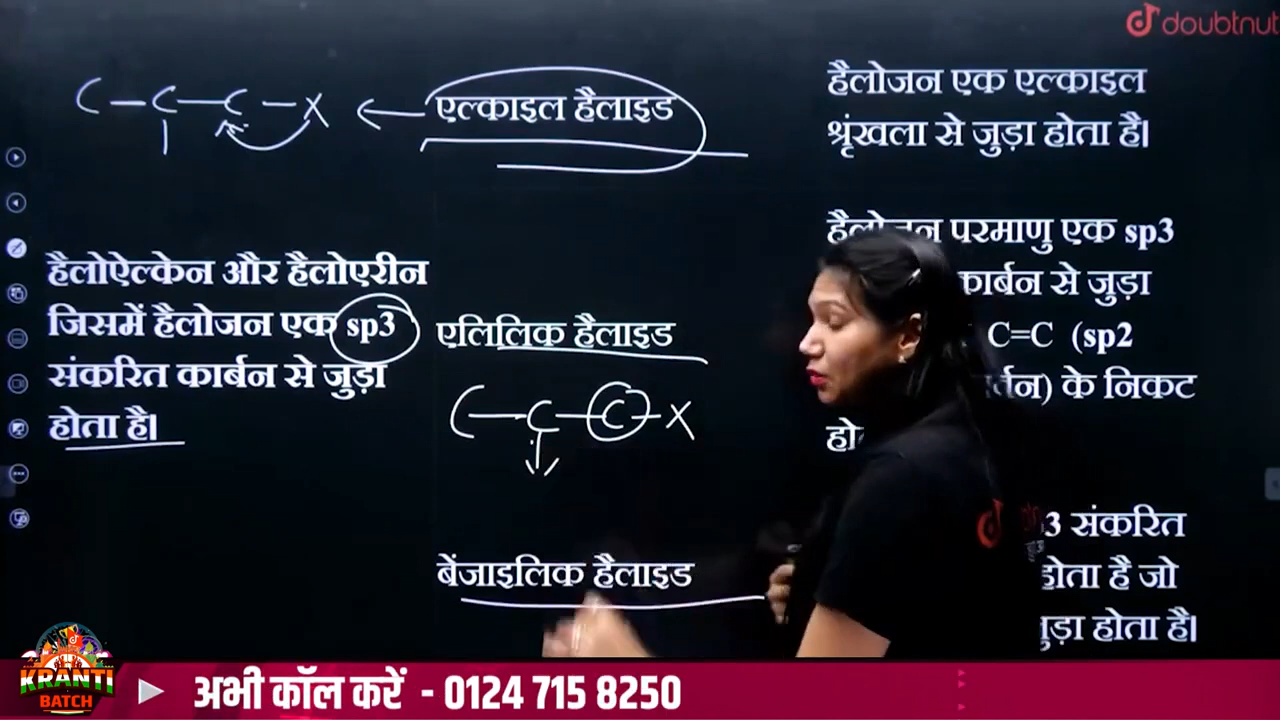 doubtnut
C – C – C – X ← एल्काइल हैलाइड
हैलोजन एक एल्काइल
श्रृंखला से जुड़ा होता है।
हैलोऐल्केन और हैलोएरीन
जिसमें हैलोजन एक sp3
संकरित कार्बन से जुड़ा
होता है।
एलिलिक हैलाइड
C – C – C – X
हैलोजन परमाणु एक sp3
कार्बन से जुड़ा
C=C (sp2
के निकट
बेंजाइलिक हैलाइड
3 संकरित
होता है जो
होता है।
KRANTI
BATCH
अभी कॉल करें - 0124 715 8250